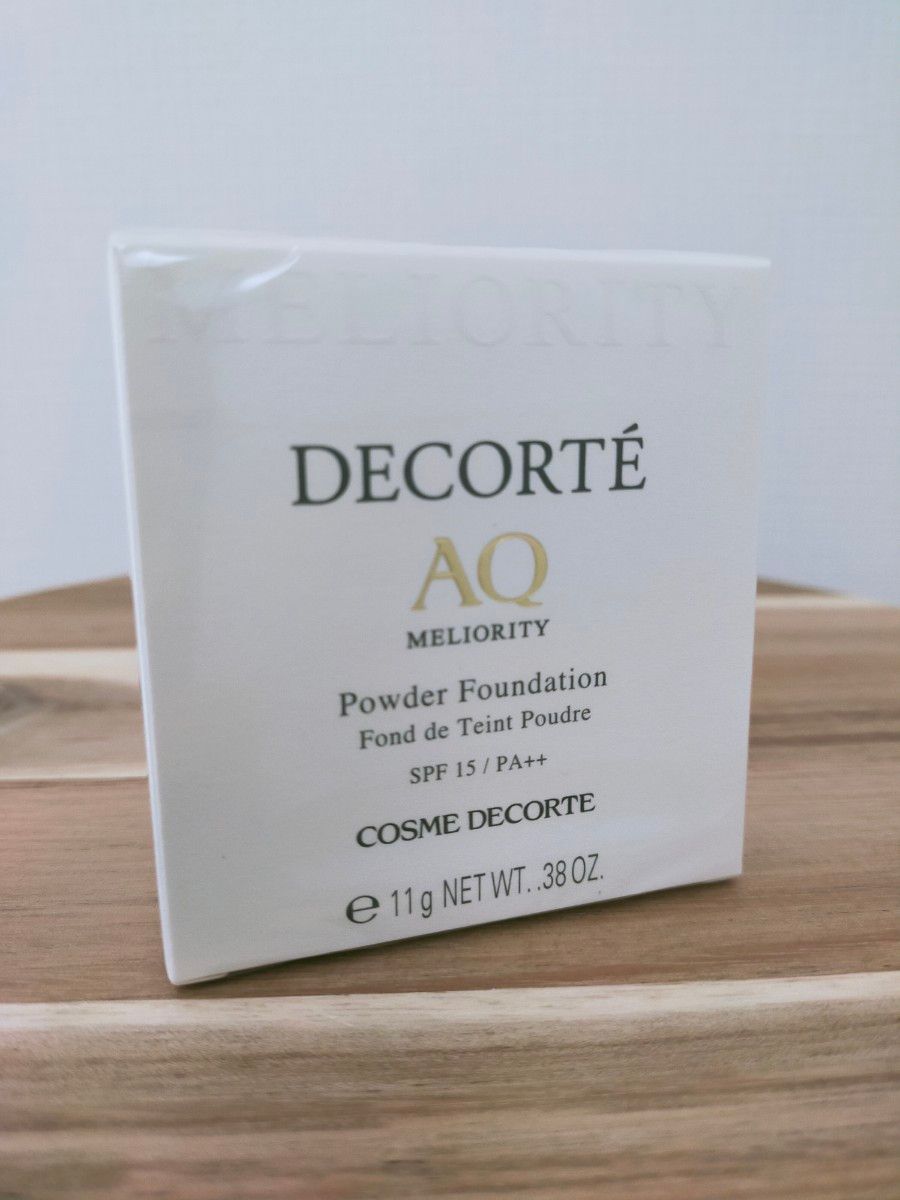 MELIORITY
DECORTÉ
AQ
MELIORITY
Powder Foundation
Fond de Teint Poudre
SPF 15 / PA++
COSME DECORTE
℮ 11g NET WT. .38 OZ.